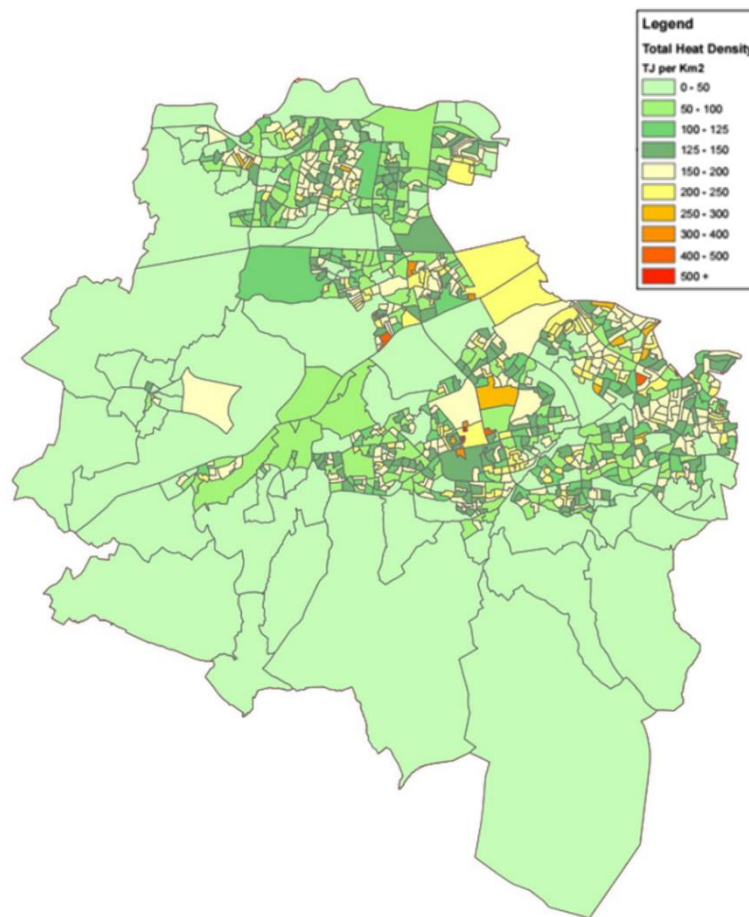 Legend
Total Heat Density
TJ per Km2
0 - 50
50 - 100
100 - 125
125 - 150
150 - 200
200 - 250
250 - 300
300 - 400
400 - 500
500 +